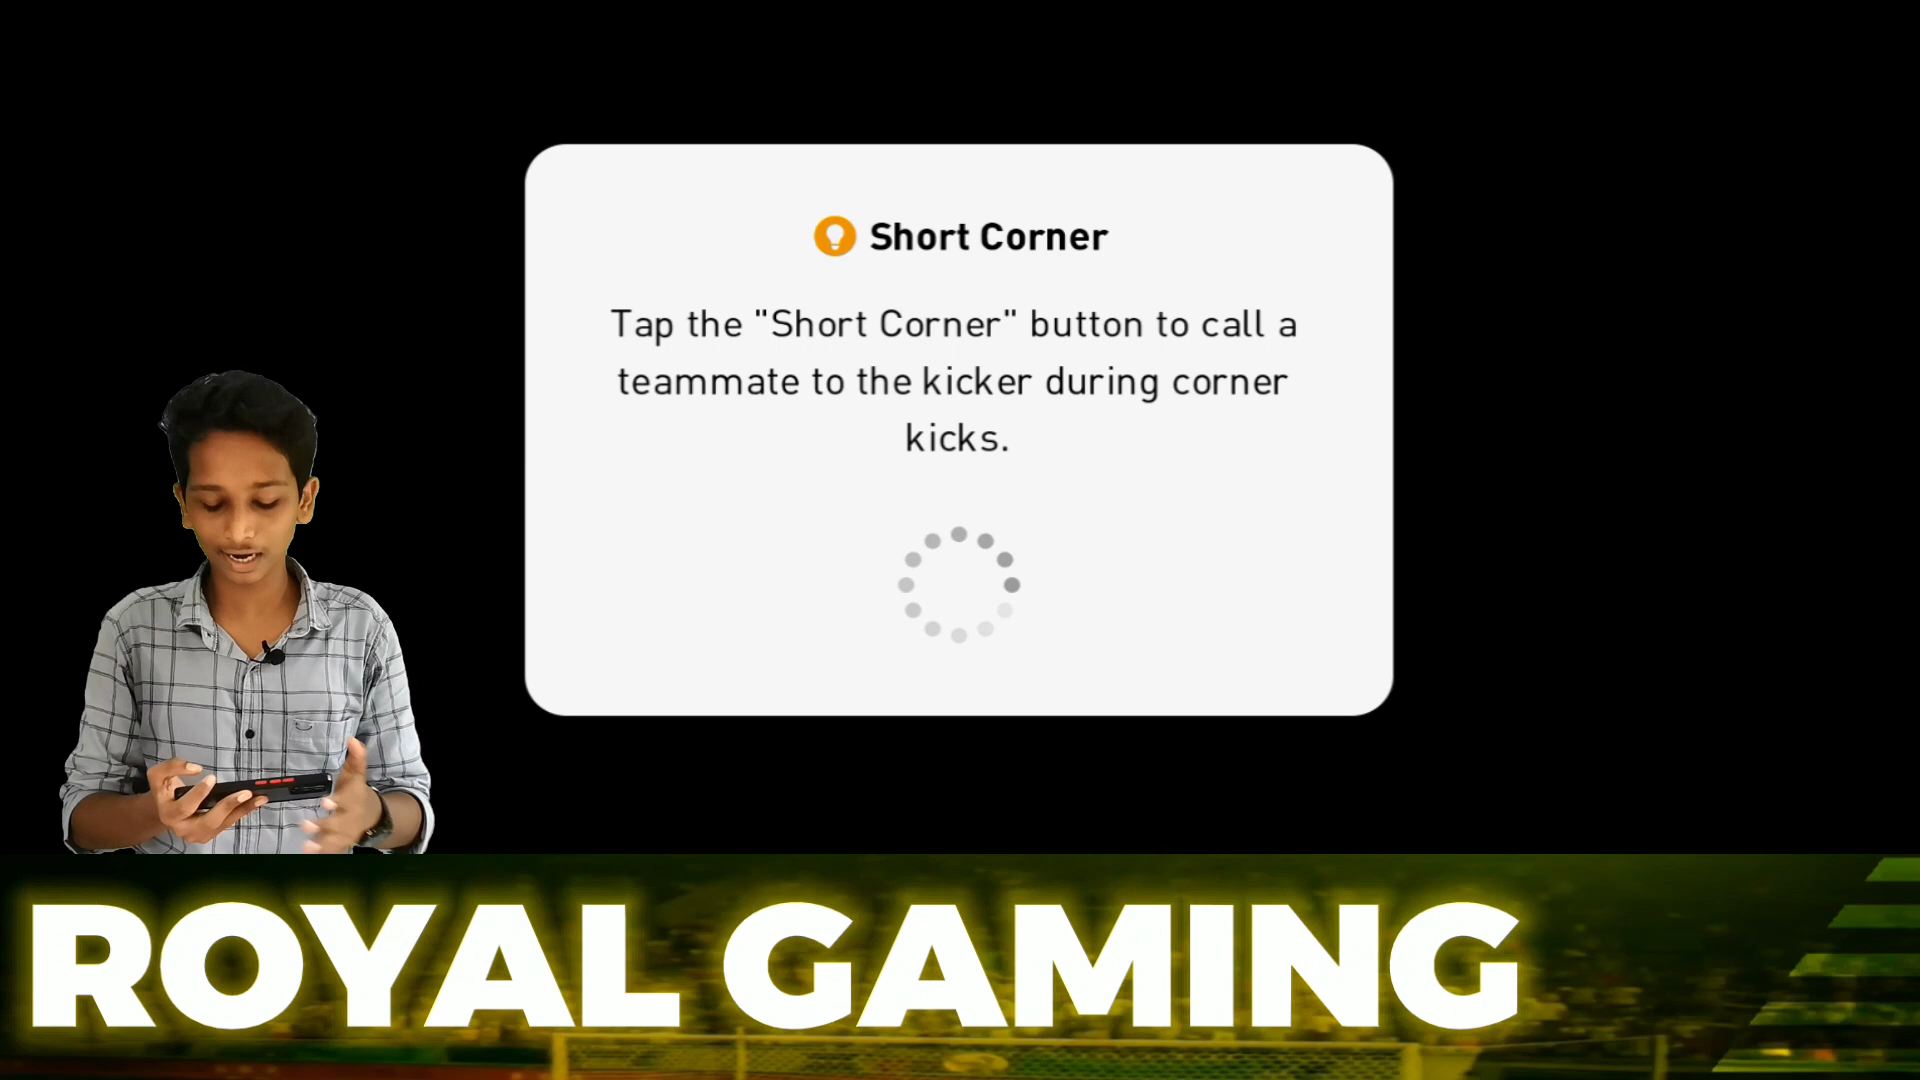 Short Corner
Tap the "Short Corner" button to call a
teammate to the kicker during corner
kicks.
ROYAL GAMING